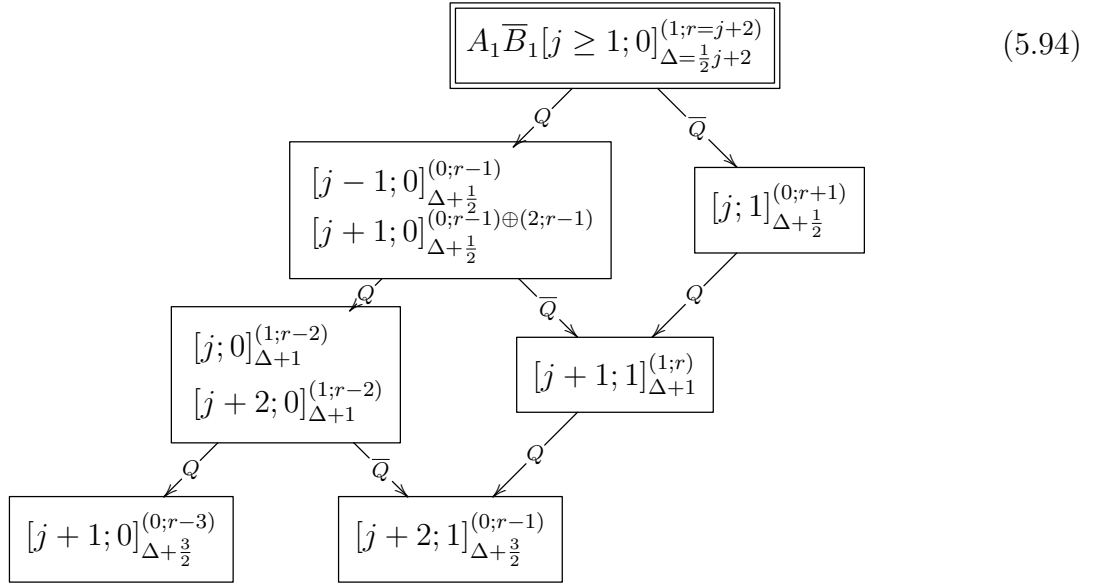 $A_1\overline{B}_1[j \geq 1; 0]^{(1;r=j+2)}_{\Delta=\frac{1}{2}j+2}$ (5.94)
$Q$ $\overline{Q}$
$[j-1;0]^{(0;r-1)}_{\Delta+\frac{1}{2}}$
$[j+1;0]^{(0;r-1)\oplus(2;r-1)}_{\Delta+\frac{1}{2}}$
$[j;1]^{(0;r+1)}_{\Delta+\frac{1}{2}}$
$Q$ $\overline{Q}$ $Q$
$[j;0]^{(1;r-2)}_{\Delta+1}$
$[j+2;0]^{(1;r-2)}_{\Delta+1}$
$[j+1;1]^{(1;r)}_{\Delta+1}$
$Q$ $\overline{Q}$ $Q$
$[j+1;0]^{(0;r-3)}_{\Delta+\frac{3}{2}}$
$[j+2;1]^{(0;r-1)}_{\Delta+\frac{3}{2}}$